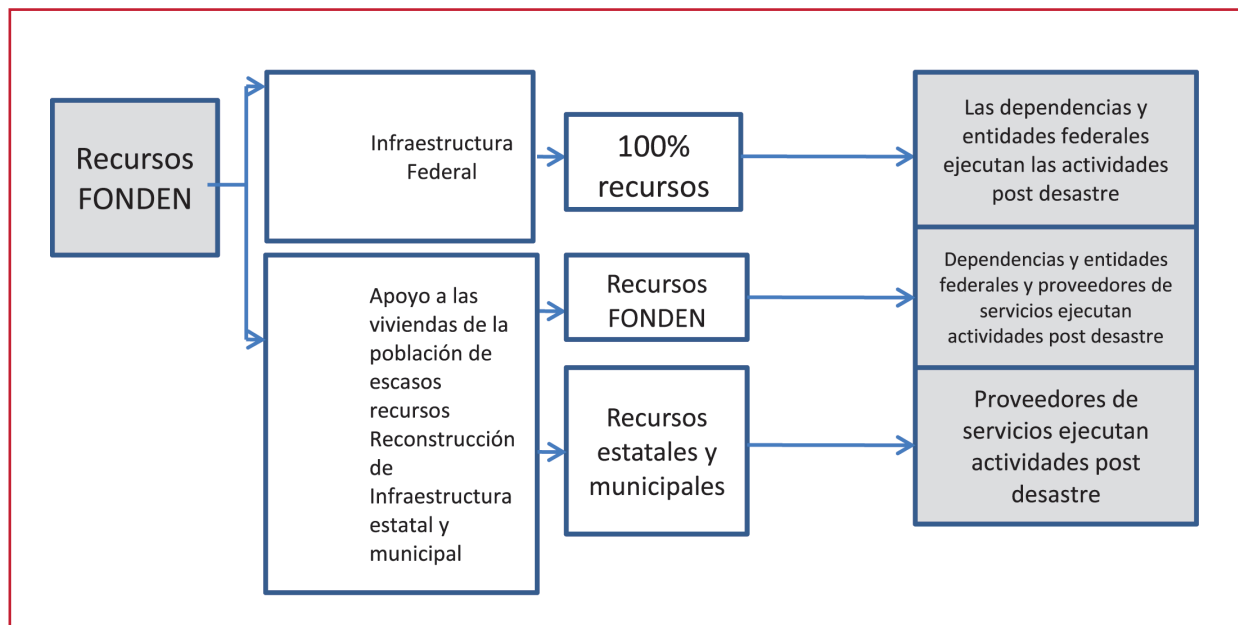 Recursos
FONDEN
Infraestructura
Federal
100%
recursos
Las dependencias y
entidades federales
ejecutan las actividades
post desastre
Apoyo a las
viviendas de la
población de
escasos
recursos
Reconstrucción
de
Infraestructura
estatal y
municipal
Recursos
FONDEN
Dependencias y entidades
federales y proveedores de
servicios ejecutan
actividades post desastre
Recursos
estatales y
municipales
Proveedores de
servicios ejecutan
actividades post
desastre